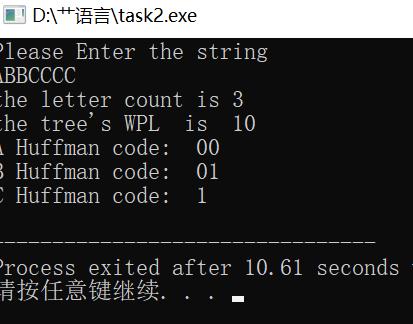 D:\艹语言\task2.exe
Please Enter the string
ABBCCCC
the letter count is 3
the tree's WPL  is  10
A Huffman code:  00
B Huffman code:  01
C Huffman code:  1
--------------------------------
Process exited after 10.61 seconds
请按任意键继续. . .